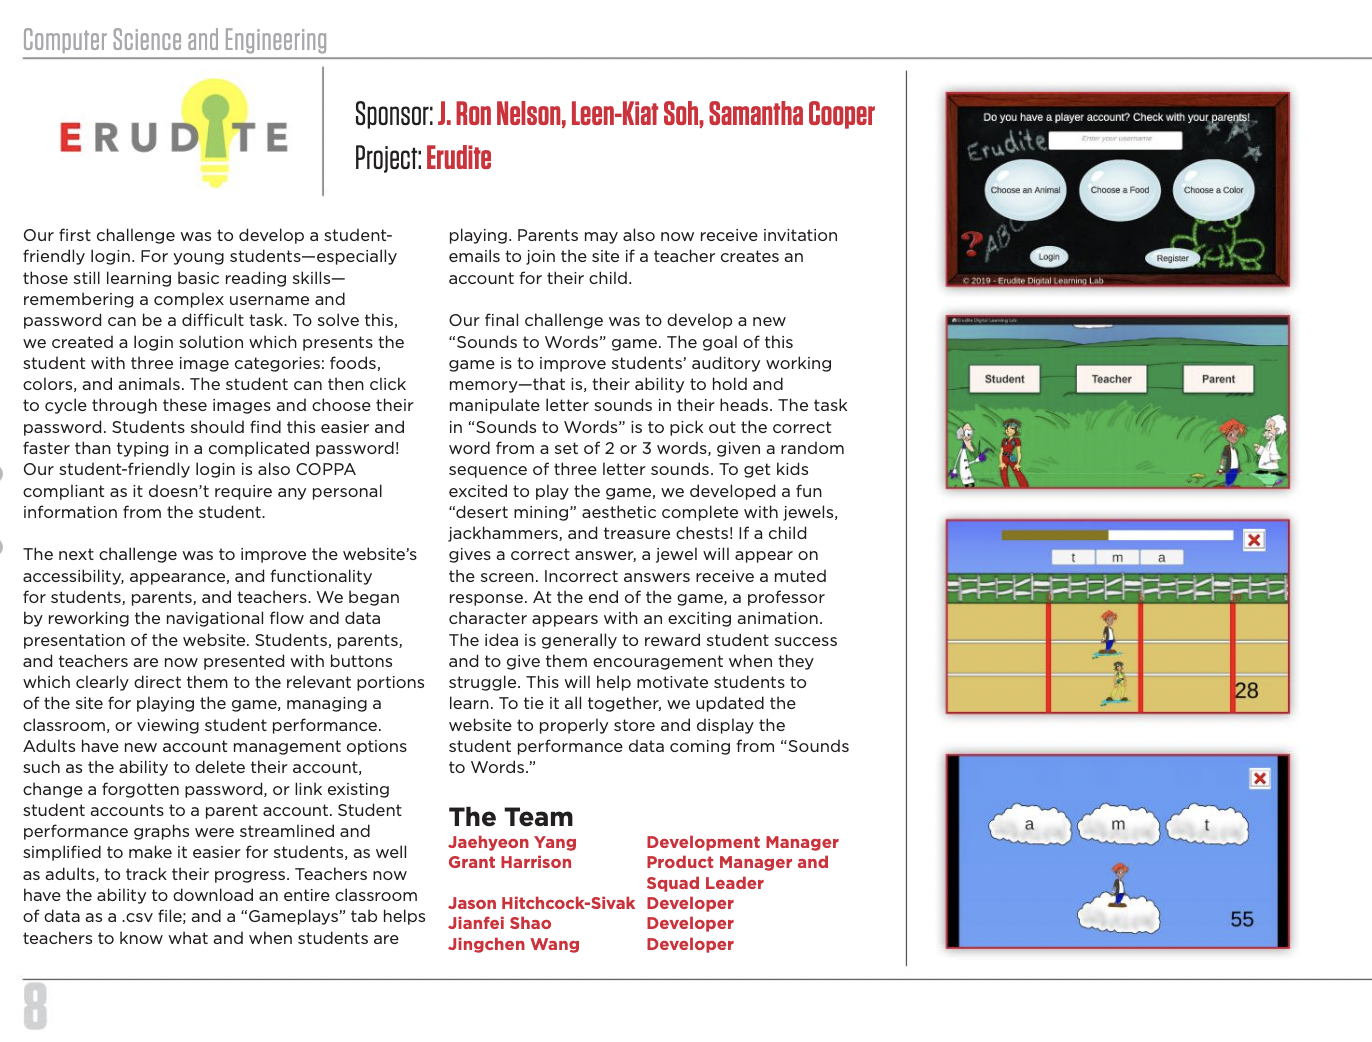 Computer Science and Engineering
ERUDITE
Sponsor: J. Ron Nelson, Leen-Kiat Soh, Samantha Cooper
Project: Erudite
Our first challenge was to develop a student-
friendly login. For young students—especially
those still learning basic reading skills—
remembering a complex username and
password can be a difficult task. To solve this,
we created a login solution which presents the
student with three image categories: foods,
colors, and animals. The student can then click
to cycle through these images and choose their
password. Students should find this easier and
faster than typing in a complicated password!
Our student-friendly login is also COPPA
compliant as it doesn't require any personal
information from the student.
The next challenge was to improve the website's
accessibility, appearance, and functionality
for students, parents, and teachers. We began
by reworking the navigational flow and data
presentation of the website. Students, parents,
and teachers are now presented with buttons
which clearly direct them to the relevant portions
of the site for playing the game, managing a
classroom, or viewing student performance.
Adults have new account management options
such as the ability to delete their account,
change a forgotten password, or link existing
student accounts to a parent account. Student
performance graphs were streamlined and
simplified to make it easier for students, as well
as adults, to track their progress. Teachers now
have the ability to download an entire classroom
of data as a .csv file; and a “Gameplays” tab helps
teachers to know what and when students are
playing. Parents may also now receive invitation
emails to join the site if a teacher creates an
account for their child.
Our final challenge was to develop a new
“Sounds to Words” game. The goal of this
game is to improve students’ auditory working
memory—that is, their ability to hold and
manipulate letter sounds in their heads. The task
in “Sounds to Words” is to pick out the correct
word from a set of 2 or 3 words, given a random
sequence of three letter sounds. To get kids
excited to play the game, we developed a fun
“desert mining” aesthetic complete with jewels,
jackhammers, and treasure chests! If a child
gives a correct answer, a jewel will appear on
the screen. Incorrect answers receive a muted
response. At the end of the game, a professor
character appears with an exciting animation.
The idea is generally to reward student success
and to give them encouragement when they
struggle. This will help motivate students to
learn. To tie it all together, we updated the
website to properly store and display the
student performance data coming from “Sounds
to Words.”
The Team
Jaehyeon Yang Development Manager
Grant Harrison Product Manager and
Squad Leader
Jason Hitchcock-Sivak Developer
Jianfei Shao Developer
Jingchen Wang Developer
Do you have a player account? Check with your parents!
Enter your username
Erudite
Choose an Animal Choose a Food Choose a Color
? ABC
Login Register
© 2019 - Erudite Digital Learning Lab
Erudite Digital Learning Lab
Student Teacher Parent
t m a
28
a m t
55
8